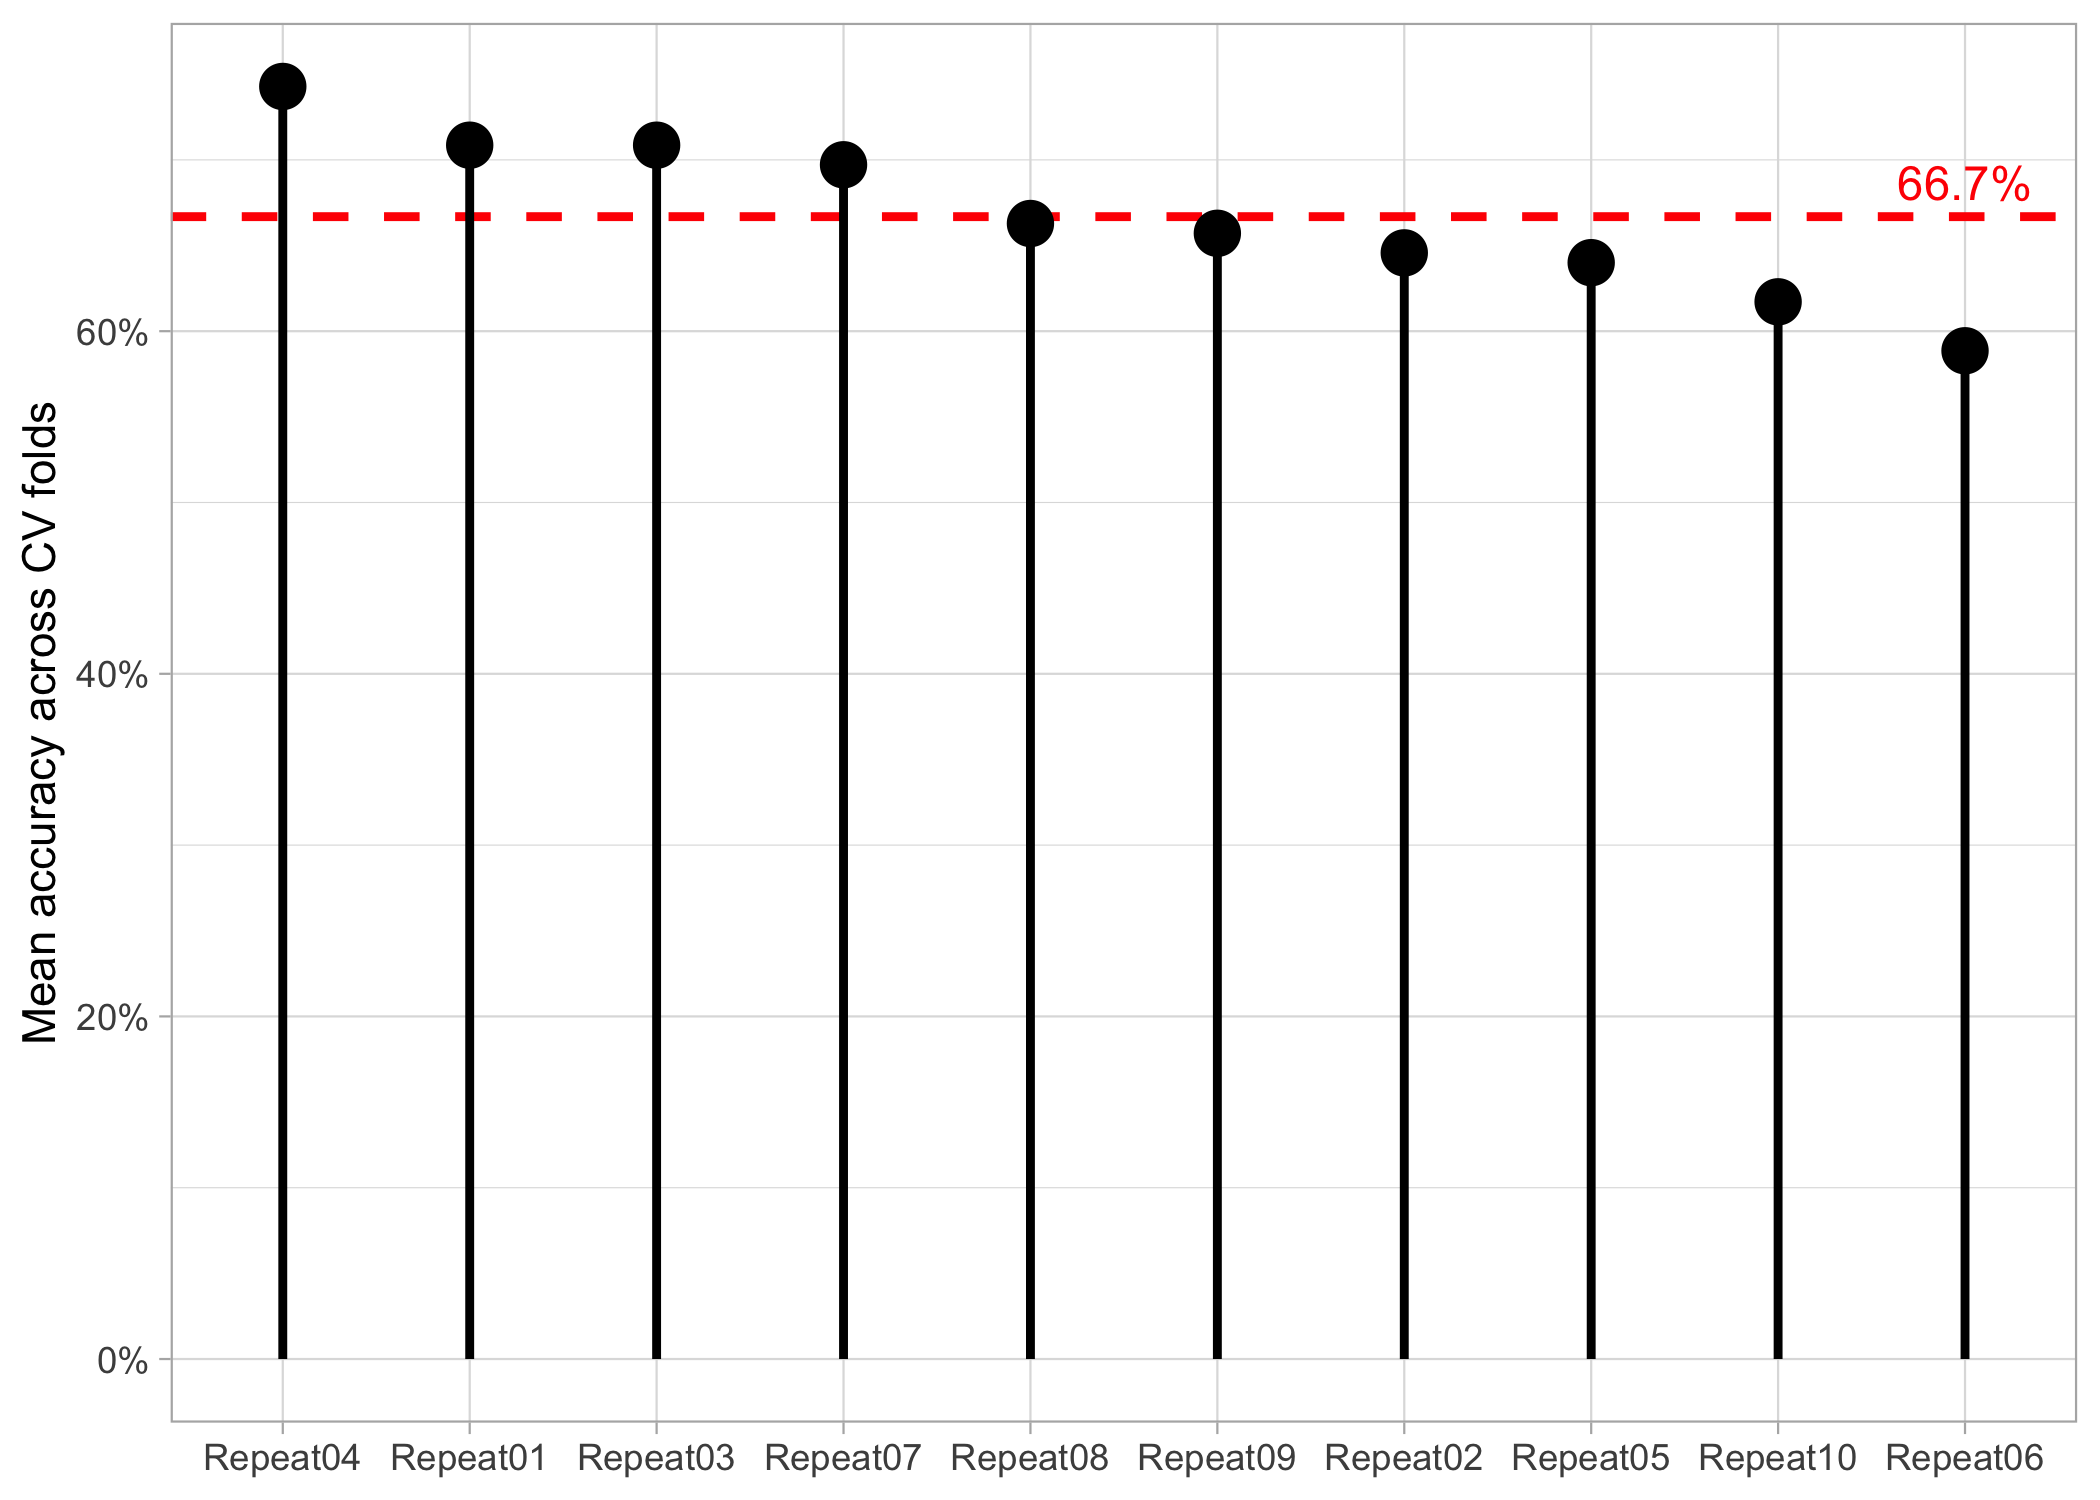 66.7%
60%
40%
20%
0%
Mean accuracy across CV folds
Repeat04 Repeat01 Repeat03 Repeat07 Repeat08 Repeat09 Repeat02 Repeat05 Repeat10 Repeat06